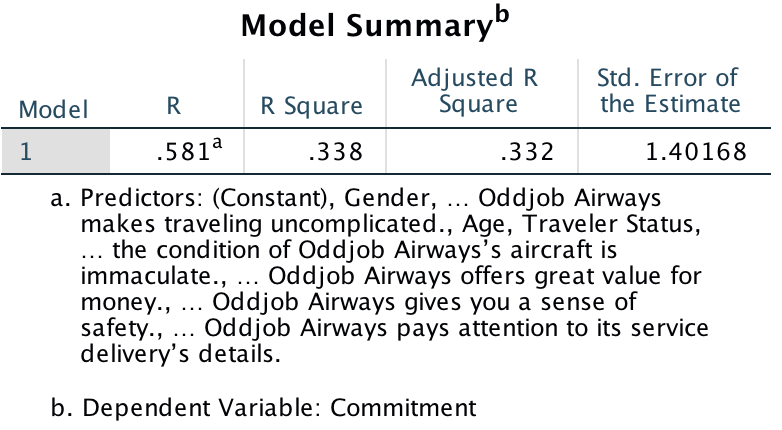 Model Summaryb
Model R R Square Adjusted R Square Std. Error of the Estimate
1 .581a .338 .332 1.40168
a. Predictors: (Constant), Gender, … Oddjob Airways
makes traveling uncomplicated., Age, Traveler Status,
… the condition of Oddjob Airways's aircraft is
immaculate., … Oddjob Airways offers great value for
money., … Oddjob Airways gives you a sense of
safety., … Oddjob Airways pays attention to its service
delivery's details.
b. Dependent Variable: Commitment